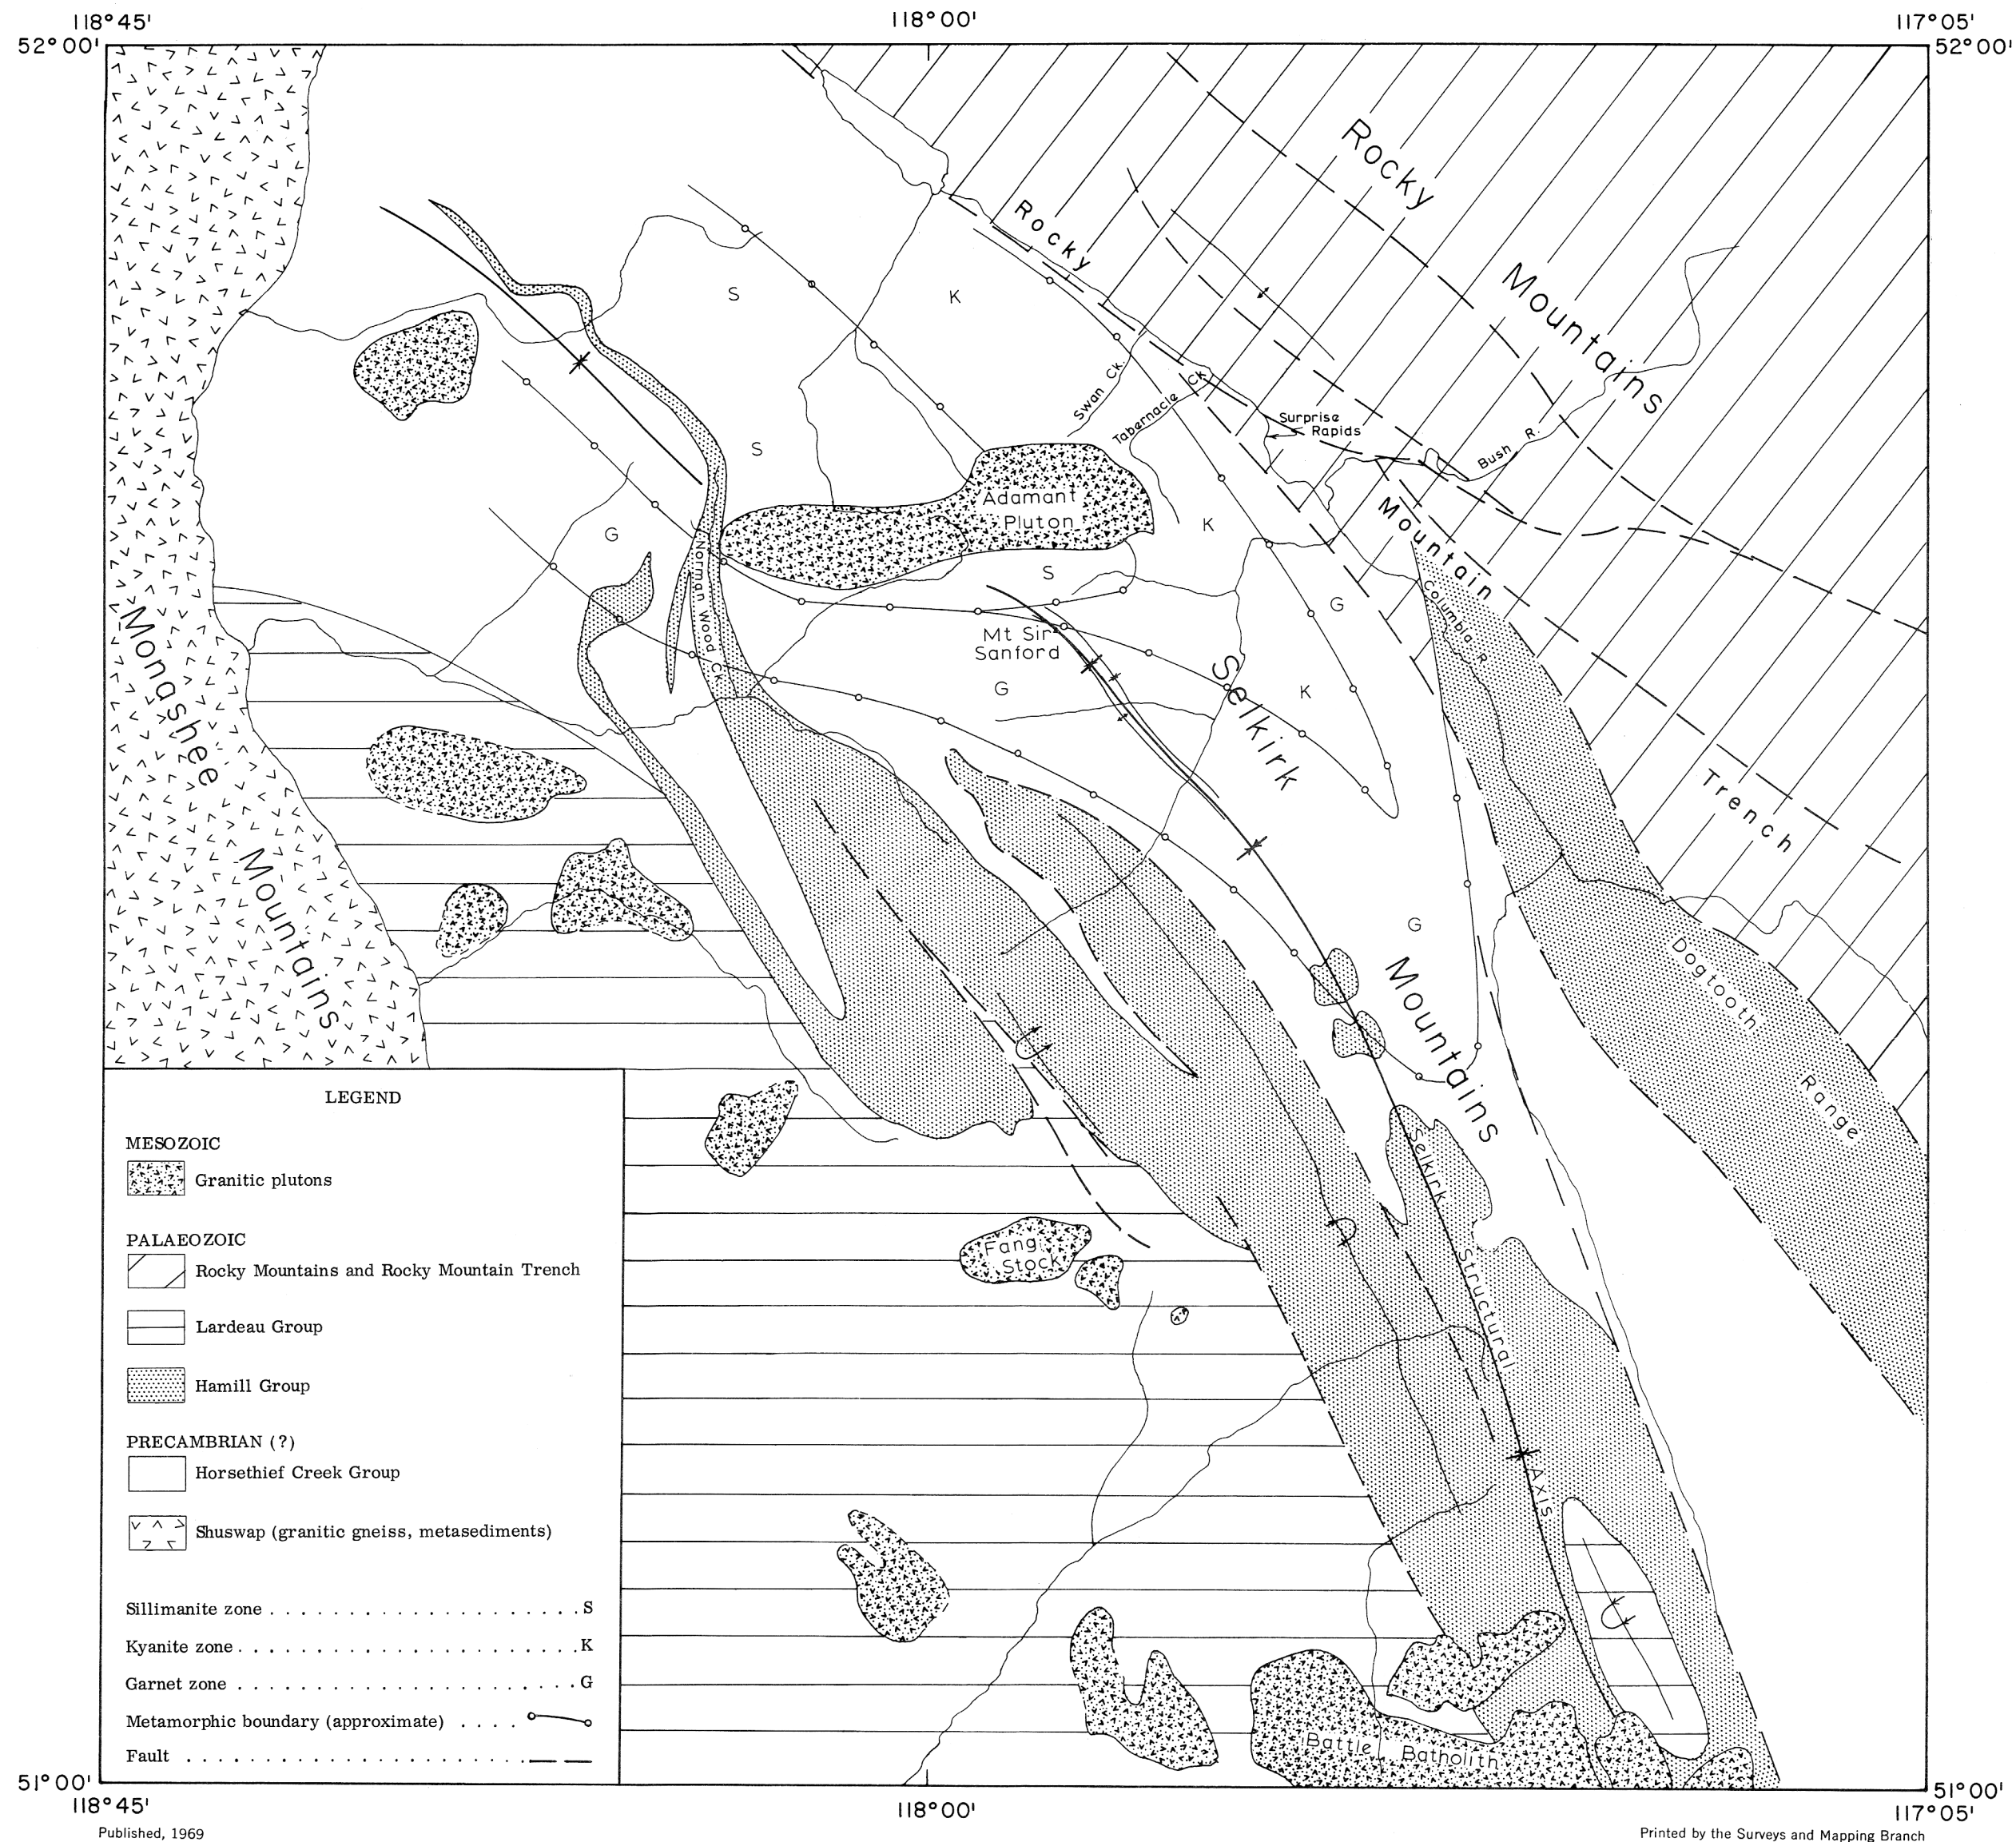 118°45'
118°00'
117°05'
52°00'
52°00'
Rocky
Mountains
Rocky
Mountain
Trench
S
K
Swan Ck.
Tabernacle Ck.
Surprise
Rapids
Bush R.
S
Adamant
Pluton
K
G
Norman Wood Ck.
S
G
Columbia R.
Mt Sir
Sanford
G
K
Selkirk
Mountains
G
Monashee
Mountains
Dogtooth
Range
Selkirk Structural Axis
Fang
Stock
Battle Batholith
LEGEND
MESOZOIC
Granitic plutons
PALAEOZOIC
Rocky Mountains and Rocky Mountain Trench
Lardeau Group
Hamill Group
PRECAMBRIAN (?)
Horsethief Creek Group
Shuswap (granitic gneiss, metasediments)
Sillimanite zone . . . . . . . . . . . . . . . . . . . . S
Kyanite zone . . . . . . . . . . . . . . . . . . . . . . K
Garnet zone . . . . . . . . . . . . . . . . . . . . . . G
Metamorphic boundary (approximate) . . . .
Fault . . . . . . . . . . . . . . . . . . . . . .
51°00'
51°00'
118°45'
118°00'
117°05'
Published, 1969
Printed by the Surveys and Mapping Branch